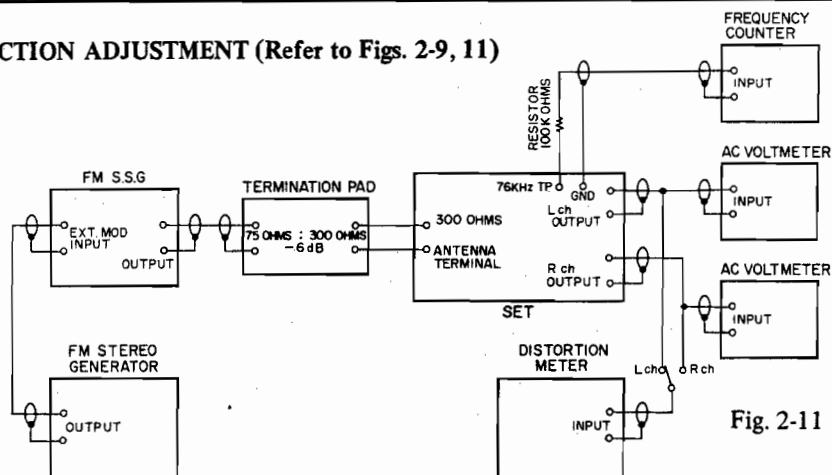 CTION ADJUSTMENT (Refer to Figs. 2-9, 11)
FREQUENCY
COUNTER
INPUT
RESISTOR
100K OHMS
AC VOLTMETER
INPUT
FM S.S.G
EXT. MOD
INPUT
OUTPUT
TERMINATION PAD
75 OHMS : 300 OHMS
-6dB
76KHz TP
GND
L ch
OUTPUT
300 OHMS
ANTENNA
TERMINAL
R ch
OUTPUT
SET
AC VOLTMETER
INPUT
FM STEREO
GENERATOR
OUTPUT
DISTORTION
METER
INPUT
L ch
R ch
Fig. 2-11